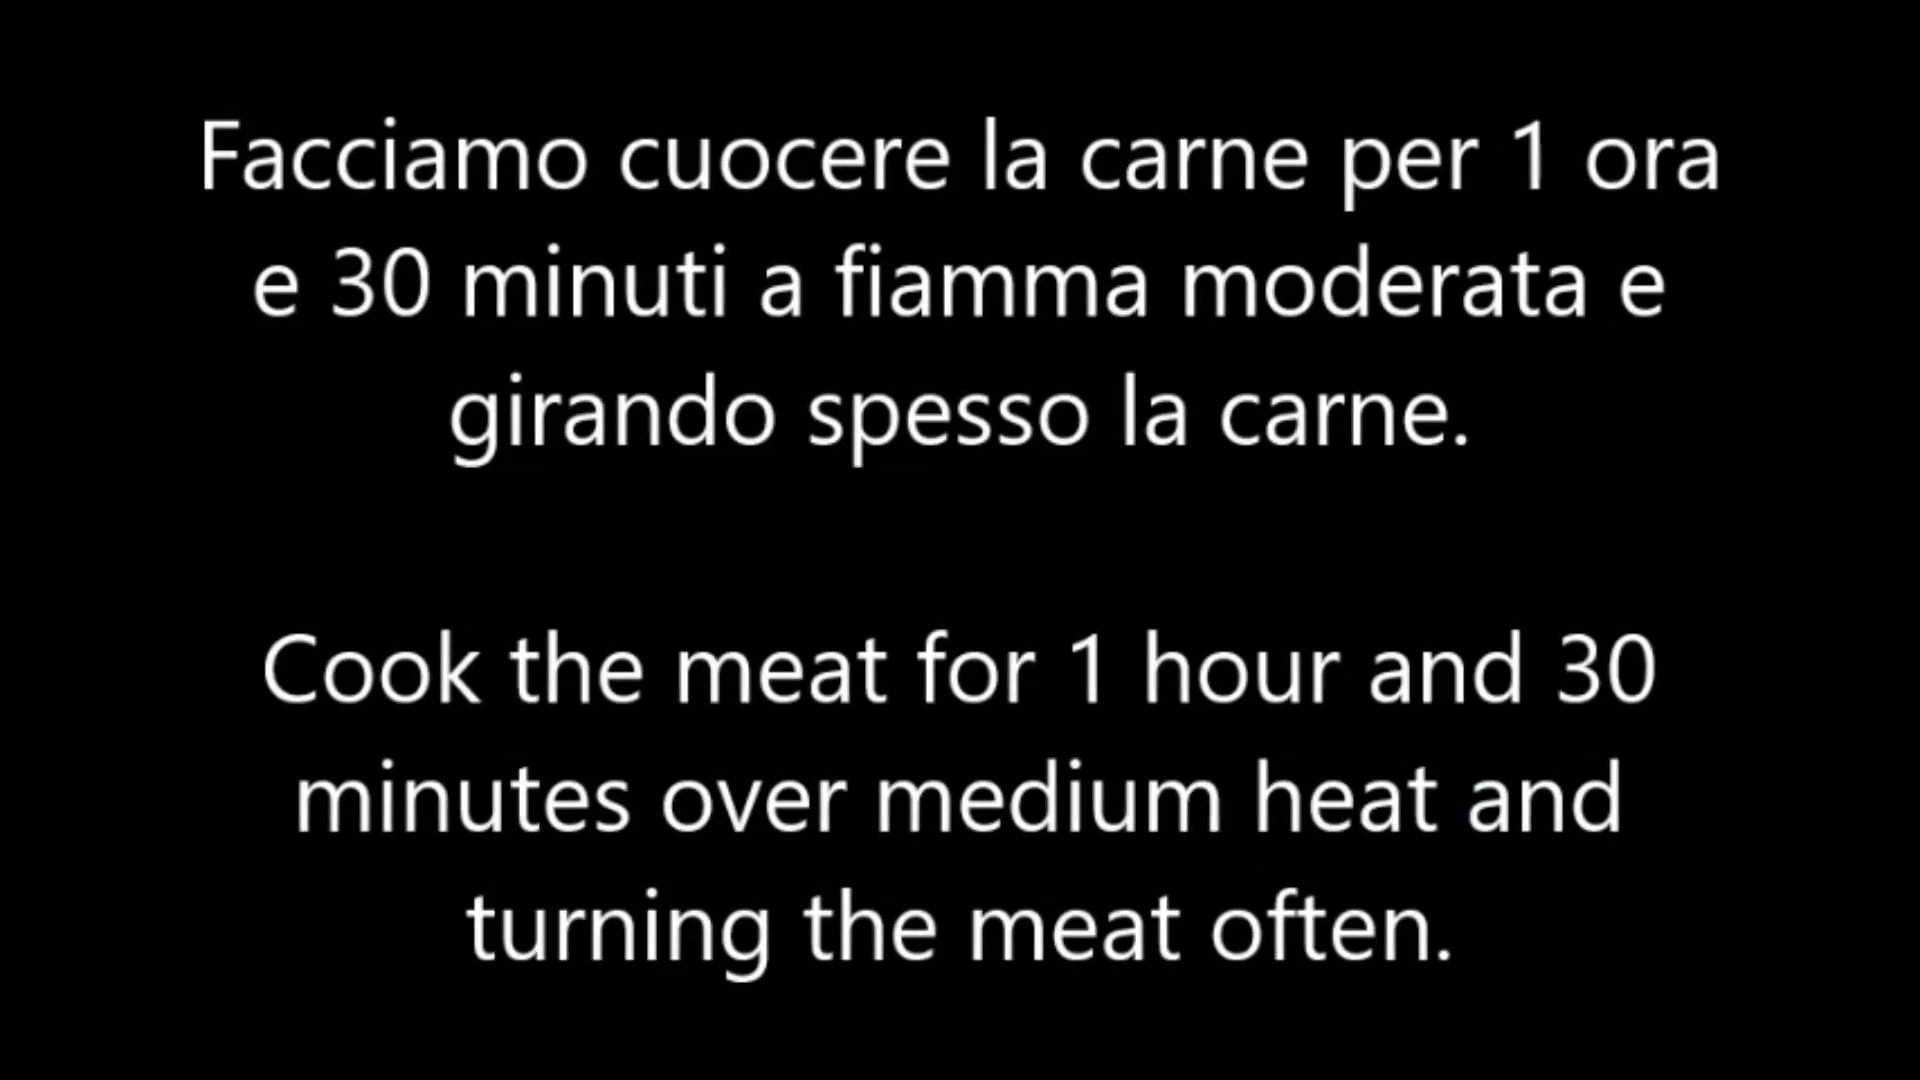 Facciamo cuocere la carne per 1 ora
e 30 minuti a fiamma moderata e
girando spesso la carne.
Cook the meat for 1 hour and 30
minutes over medium heat and
turning the meat often.